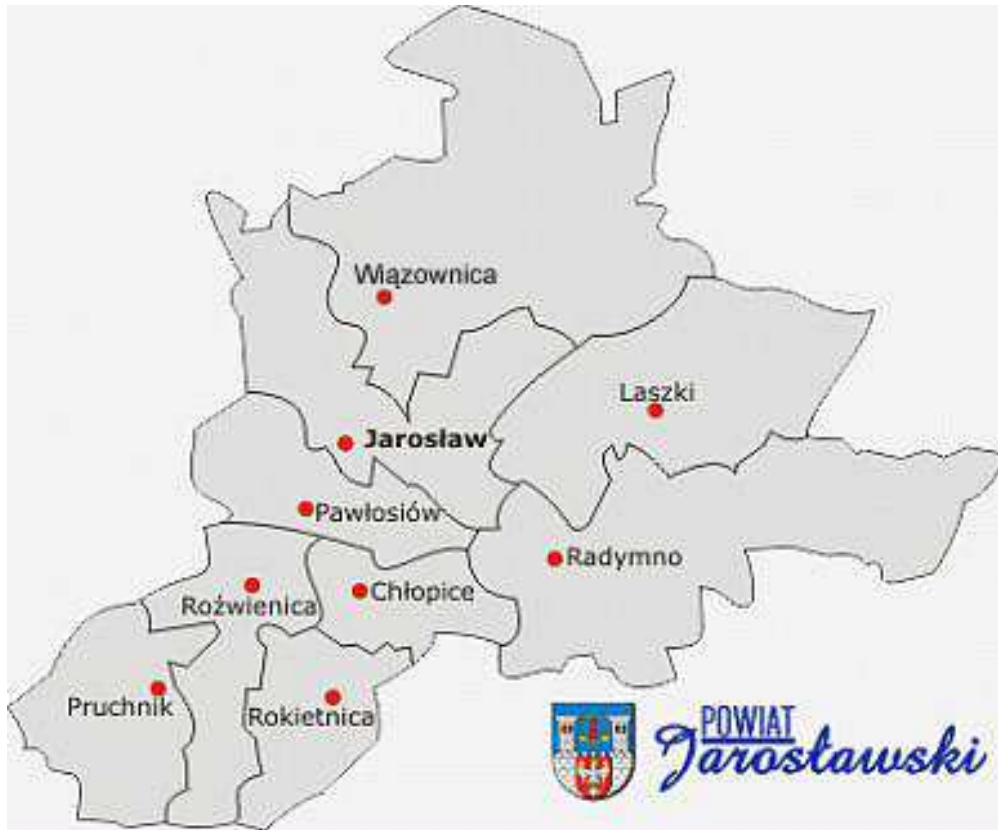 Wiązownica
Laszki
Jarosław
Pawłosiów
Radymno
Roźwienica
Chłopice
Pruchnik
Rokietnica
POWIAT
Jarosławski